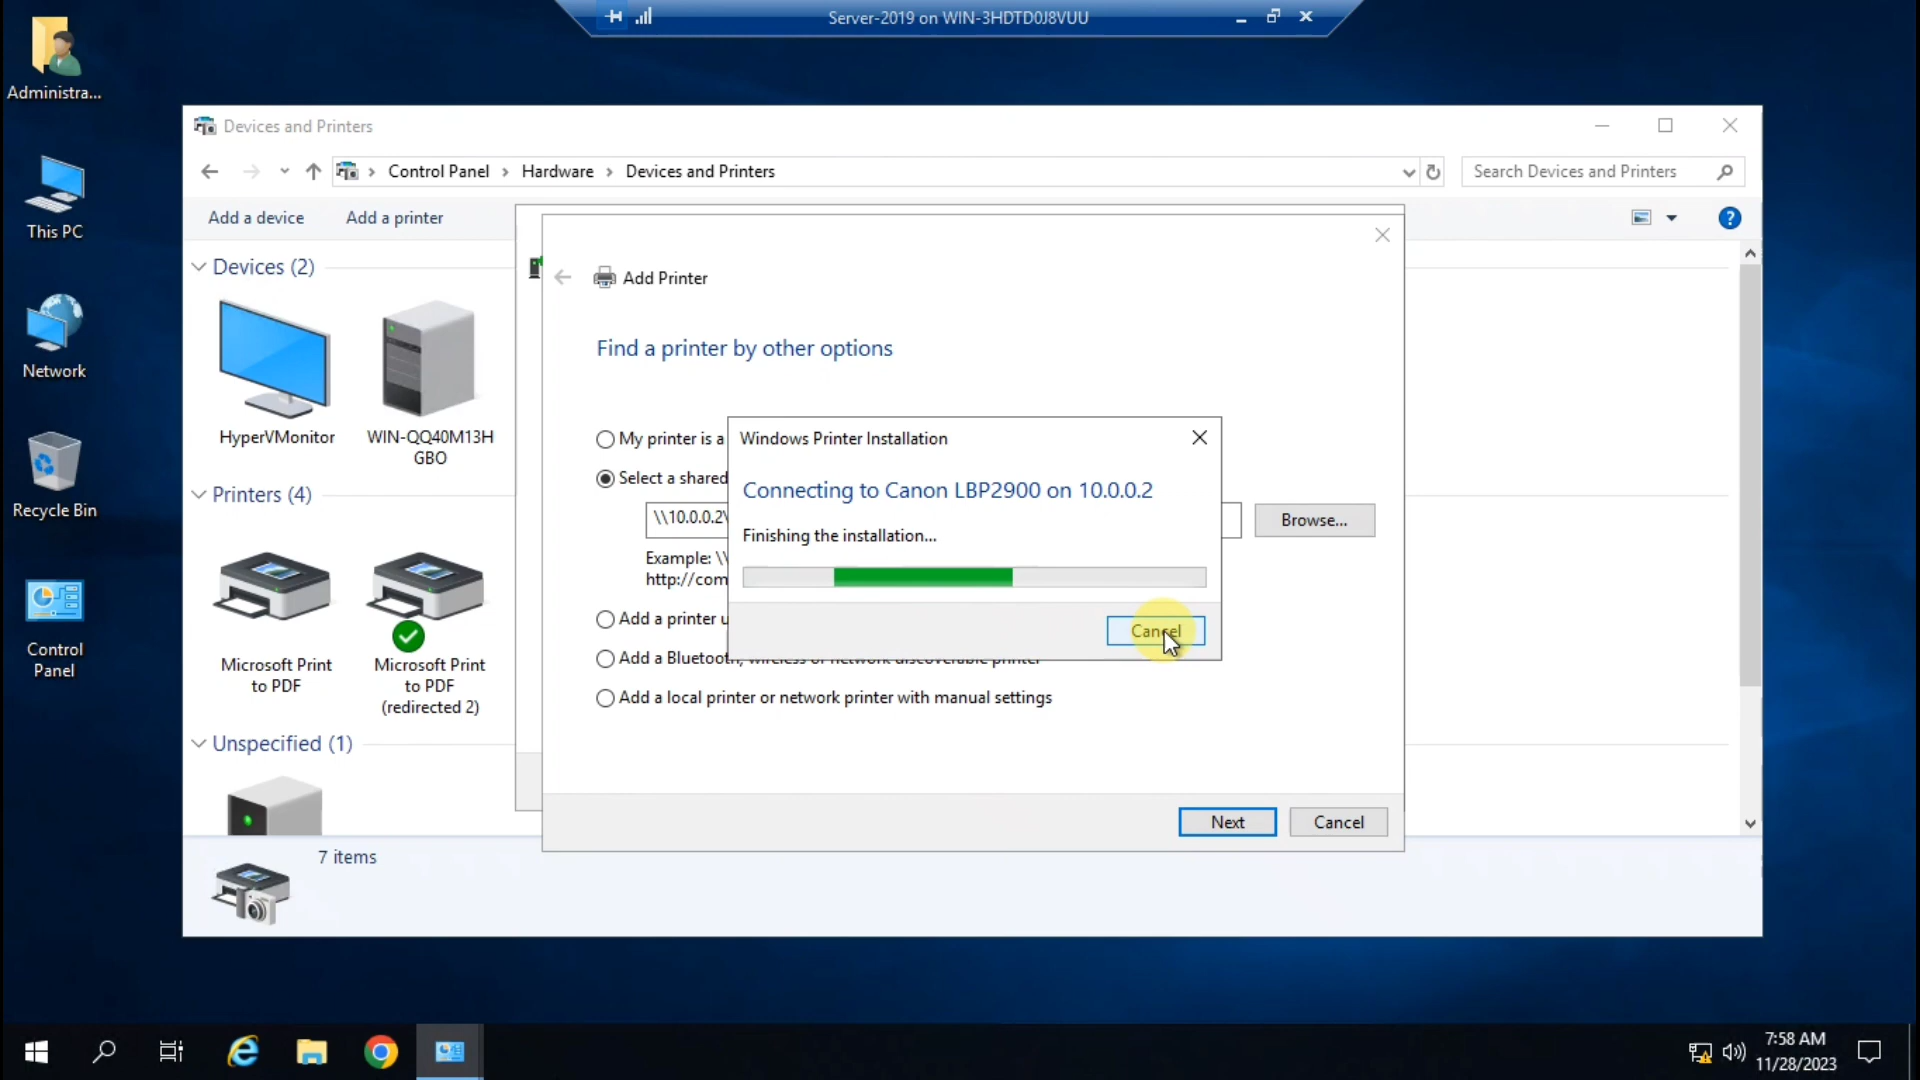 Server-2019 on WIN-3HDTD0J8VUU
Administra...
This PC
Network
Recycle Bin
Control
Panel
Devices and Printers
Control Panel
Hardware
Devices and Printers
Search Devices and Printers
Add a device
Add a printer
Devices (2)
HyperVMonitor
WIN-QQ40M13H
GBO
Printers (4)
Microsoft Print
to PDF
Microsoft Print
to PDF
(redirected 2)
Unspecified (1)
7 items
Add Printer
Find a printer by other options
My printer is a
Select a shared
\\10.0.0.2\
Browse...
Example: \\
http://com
Add a printer u
Add a Bluetooth, wireless or network discoverable printer
Add a local printer or network printer with manual settings
Next
Cancel
Windows Printer Installation
Connecting to Canon LBP2900 on 10.0.0.2
Finishing the installation...
Cancel
7:58 AM
11/28/2023